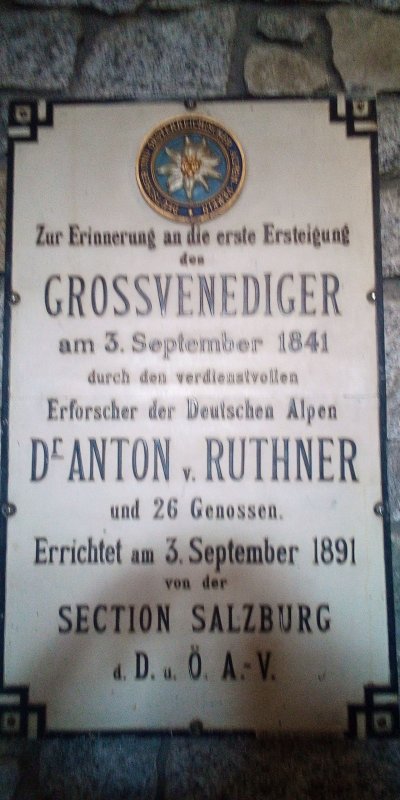 Zur Erinnerung an die erste Ersteigung
des
GROSSVENEDIGER
am 3. September 1841
durch den verdienstvollen
Erforscher der Deutschen Alpen
Dr ANTON v. RUTHNER
und 26 Genossen.
Errichtet am 3. September 1891
von der
SECTION SALZBURG
d. D. u. Ö. A.-V.